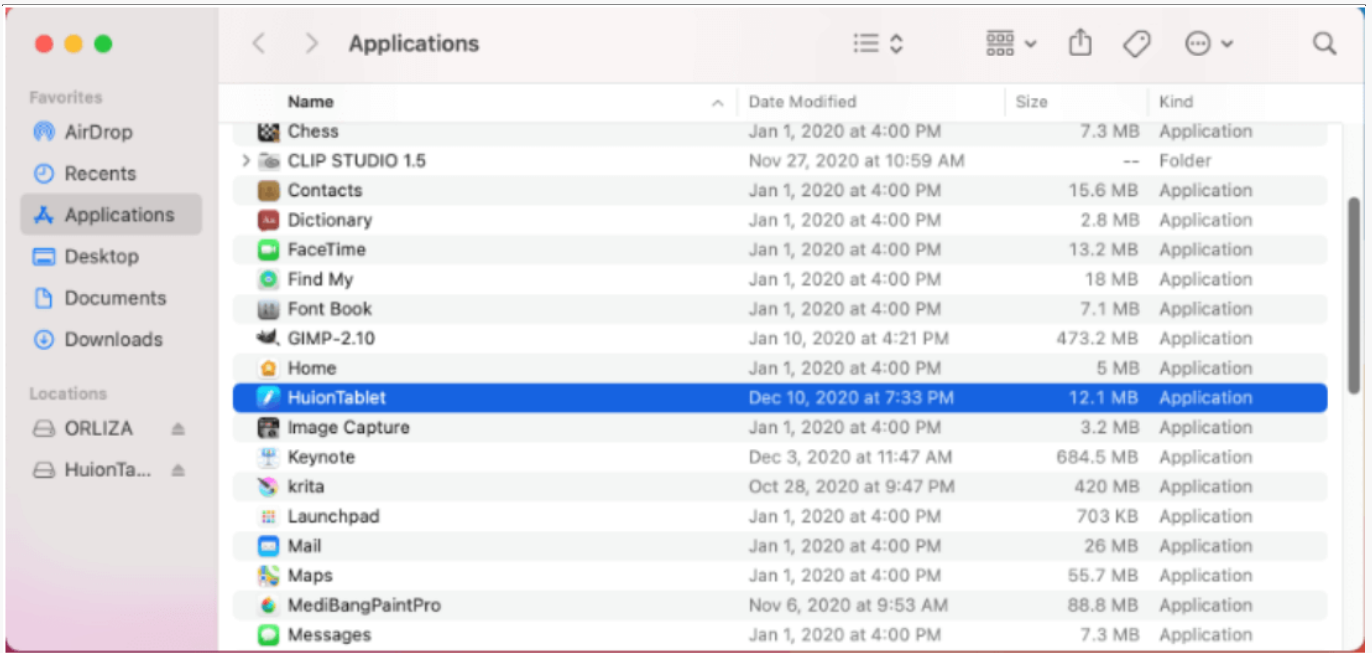 Applications
Favorites
AirDrop
Recents
Applications
Desktop
Documents
Downloads
Locations
ORLIZA
HuionTa...
Name Date Modified Size Kind
Chess Jan 1, 2020 at 4:00 PM 7.3 MB Application
CLIP STUDIO 1.5 Nov 27, 2020 at 10:59 AM -- Folder
Contacts Jan 1, 2020 at 4:00 PM 15.6 MB Application
Dictionary Jan 1, 2020 at 4:00 PM 2.8 MB Application
FaceTime Jan 1, 2020 at 4:00 PM 13.2 MB Application
Find My Jan 1, 2020 at 4:00 PM 18 MB Application
Font Book Jan 1, 2020 at 4:00 PM 7.1 MB Application
GIMP-2.10 Jan 10, 2020 at 4:21 PM 473.2 MB Application
Home Jan 1, 2020 at 4:00 PM 5 MB Application
HuionTablet Dec 10, 2020 at 7:33 PM 12.1 MB Application
Image Capture Jan 1, 2020 at 4:00 PM 3.2 MB Application
Keynote Dec 3, 2020 at 11:47 AM 684.5 MB Application
krita Oct 28, 2020 at 9:47 PM 420 MB Application
Launchpad Jan 1, 2020 at 4:00 PM 703 KB Application
Mail Jan 1, 2020 at 4:00 PM 26 MB Application
Maps Jan 1, 2020 at 4:00 PM 55.7 MB Application
MediBangPaintPro Nov 6, 2020 at 9:53 AM 88.8 MB Application
Messages Jan 1, 2020 at 4:00 PM 7.3 MB Application